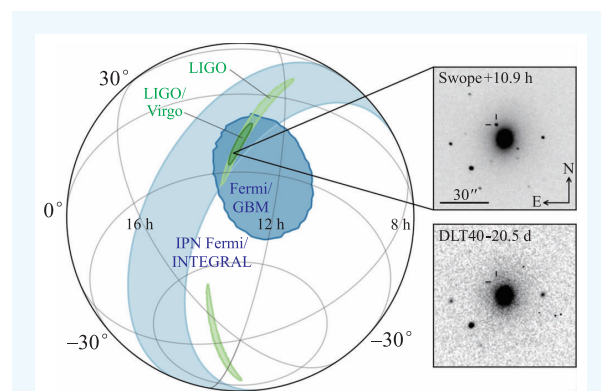 30°
LIGO
LIGO/
Virgo
0°
16 h
Fermi/
GBM
12 h
8 h
IPN Fermi/
INTEGRAL
−30°
−30°
Swope+10.9 h
30″
N
E
DLT40−20.5 d